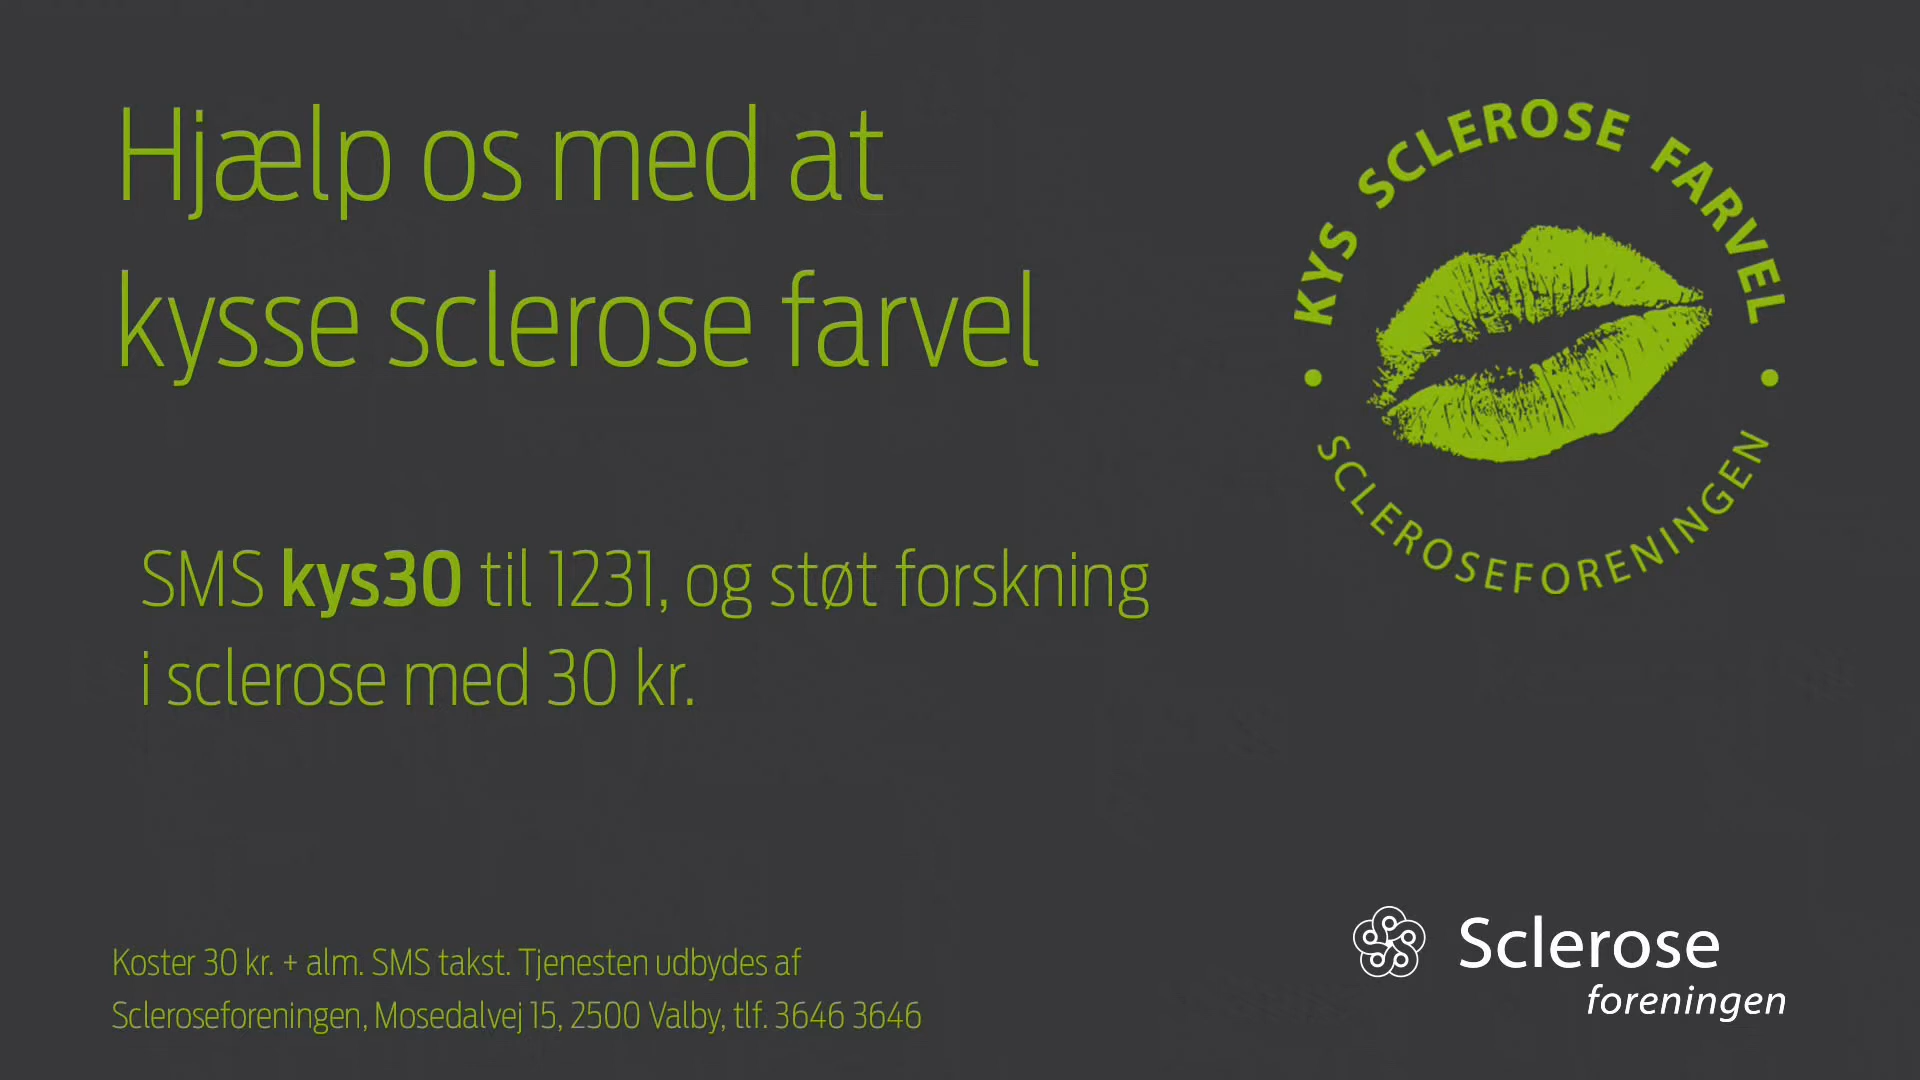 Hjælp os med at
kysse sclerose farvel
KYS SCLEROSE FARVEL
SCLEROSEFORENINGEN
SMS kys30 til 1231, og støt forskning
i sclerose med 30 kr.
Koster 30 kr. + alm. SMS takst. Tjenesten udbydes af
Scleroseforeningen, Mosedalvej 15, 2500 Valby, tlf. 3646 3646
Sclerose
foreningen